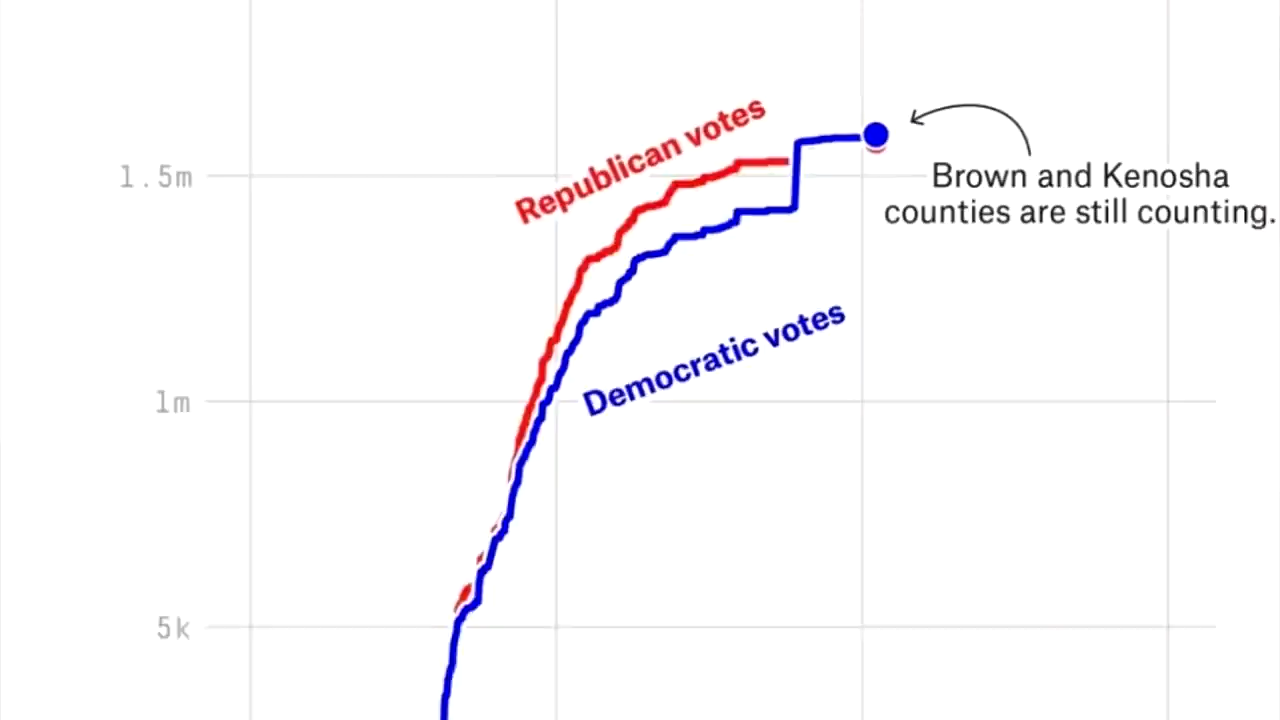 Republican votes
1.5m
Brown and Kenosha
counties are still counting.
Democratic votes
1m
5k